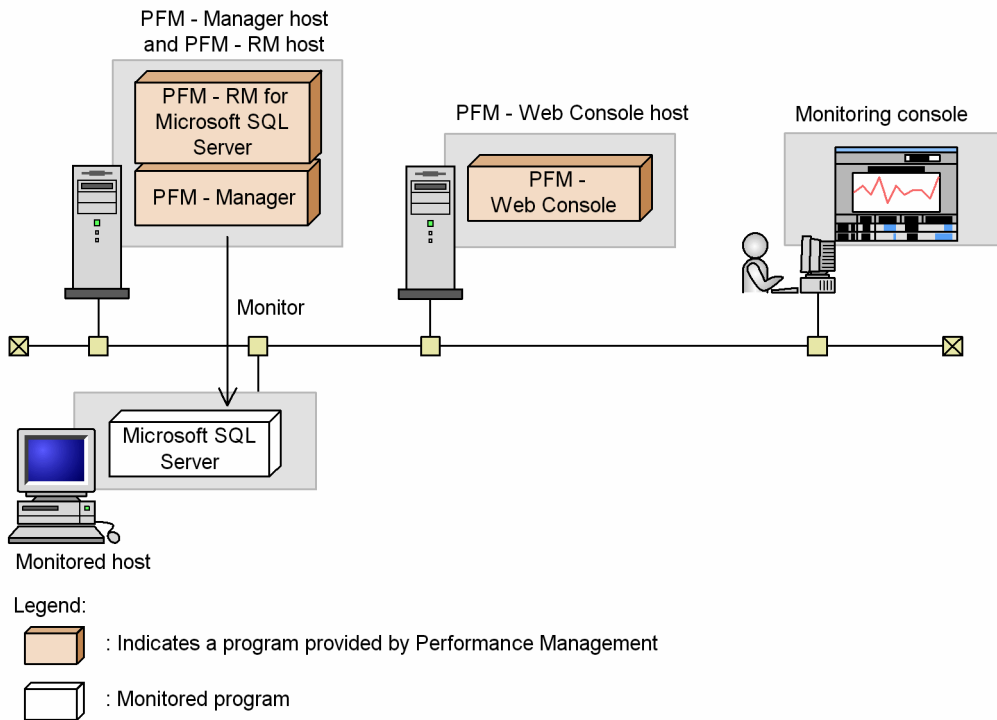 PFM - Manager host
and PFM - RM host
PFM - RM for
Microsoft SQL
Server
PFM - Manager
PFM - Web Console host
PFM -
Web Console
Monitoring console
Monitor
Microsoft SQL
Server
Monitored host
Legend:
: Indicates a program provided by Performance Management
: Monitored program